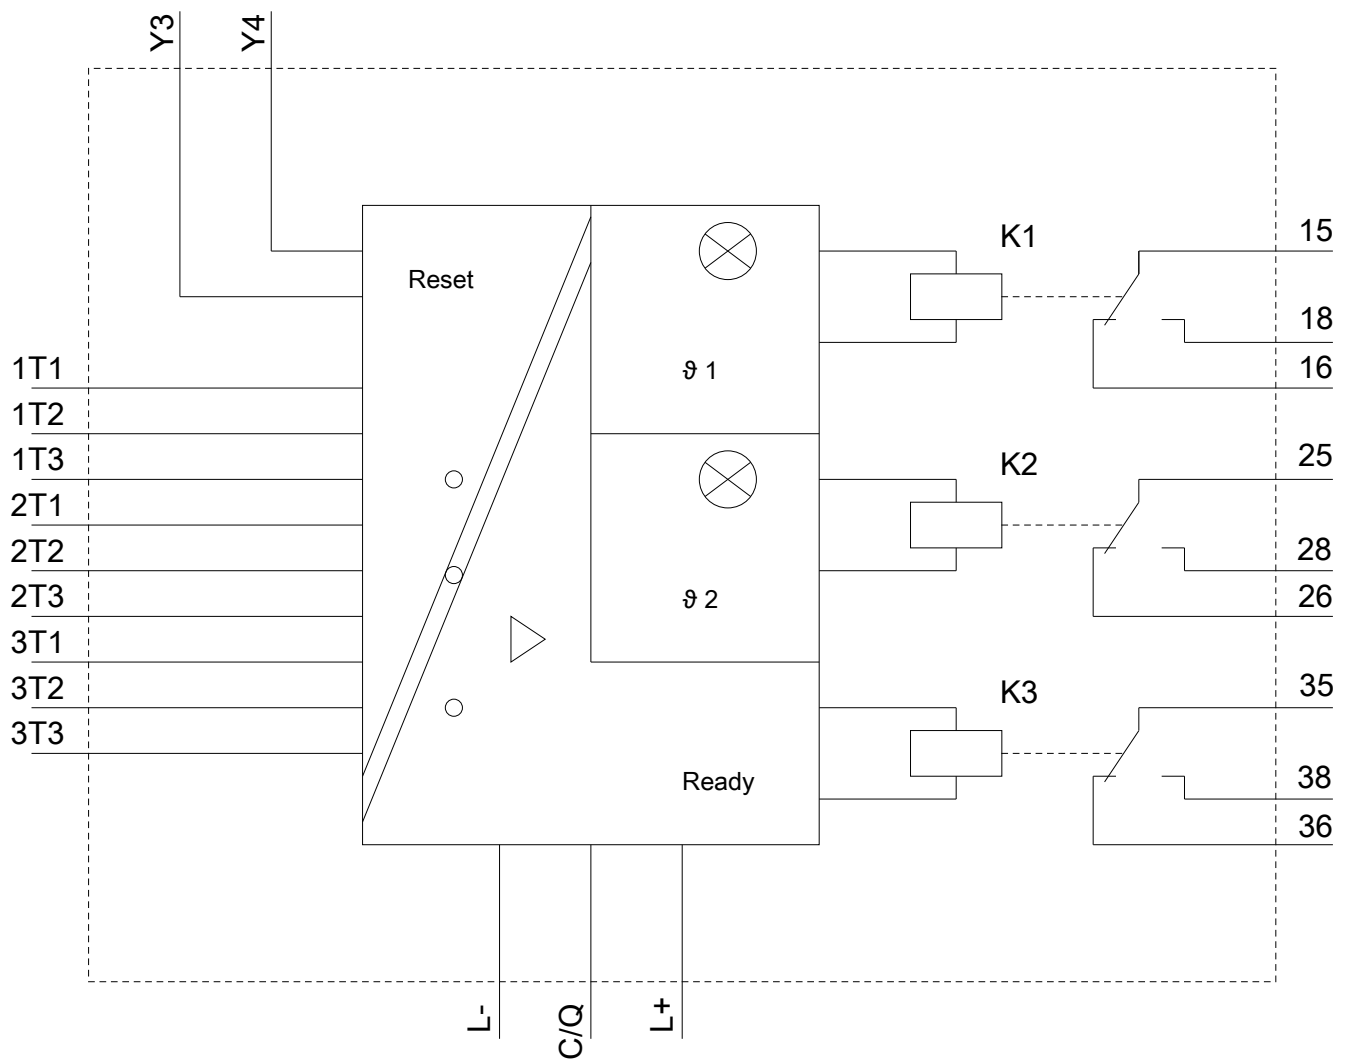 Y3
Y4
Reset
K1
15
18
16
ϑ 1
1T1
1T2
1T3
2T1
2T2
2T3
3T1
3T2
3T3
K2
25
28
26
ϑ 2
K3
35
38
36
Ready
L-
C/Q
L+